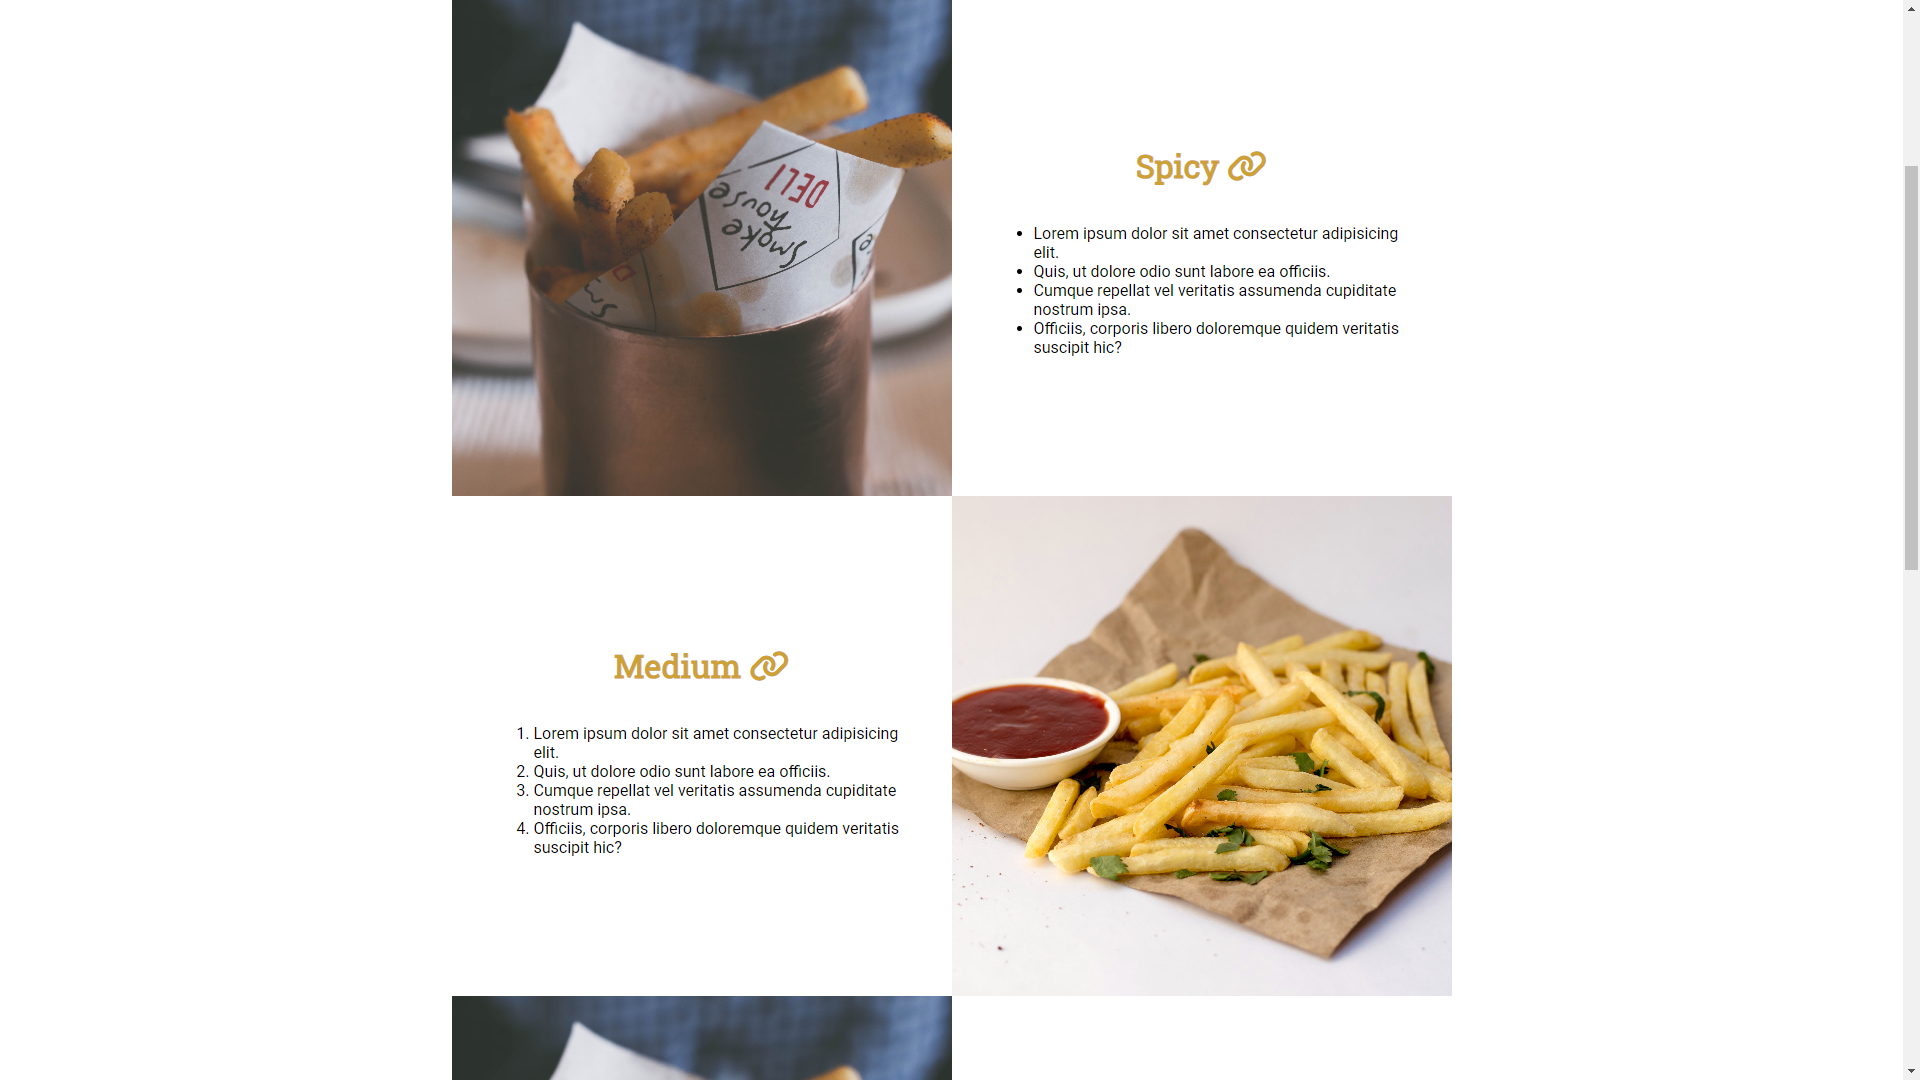 DELI
smoke
house
Spicy
• Lorem ipsum dolor sit amet consectetur adipisicing
elit.
• Quis, ut dolore odio sunt labore ea officiis.
• Cumque repellat vel veritatis assumenda cupiditate
nostrum ipsa.
• Officiis, corporis libero doloremque quidem veritatis
suscipit hic?
Medium
1. Lorem ipsum dolor sit amet consectetur adipisicing
elit.
2. Quis, ut dolore odio sunt labore ea officiis.
3. Cumque repellat vel veritatis assumenda cupiditate
nostrum ipsa.
4. Officiis, corporis libero doloremque quidem veritatis
suscipit hic?